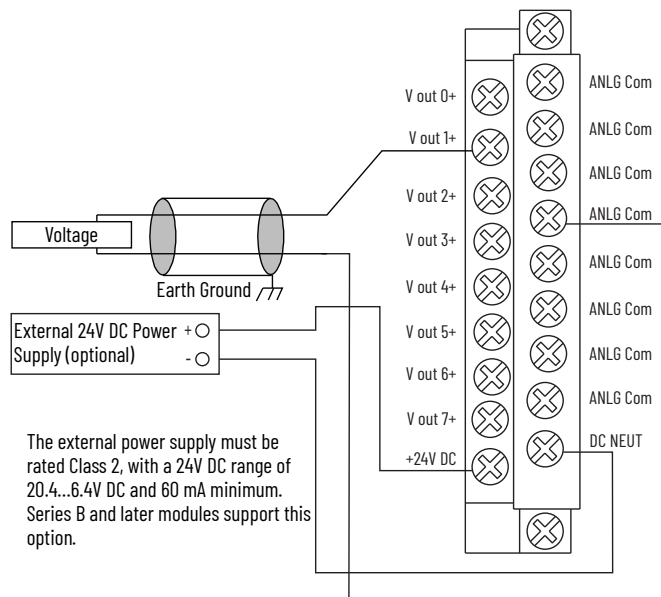 V out 0+
V out 1+
V out 2+
V out 3+
V out 4+
V out 5+
V out 6+
V out 7+
+24V DC
ANLG Com
ANLG Com
ANLG Com
ANLG Com
ANLG Com
ANLG Com
ANLG Com
ANLG Com
DC NEUT
Voltage
Earth Ground
External 24V DC Power +
Supply (optional) -
The external power supply must be
rated Class 2, with a 24V DC range of
20.4...6.4V DC and 60 mA minimum.
Series B and later modules support this
option.